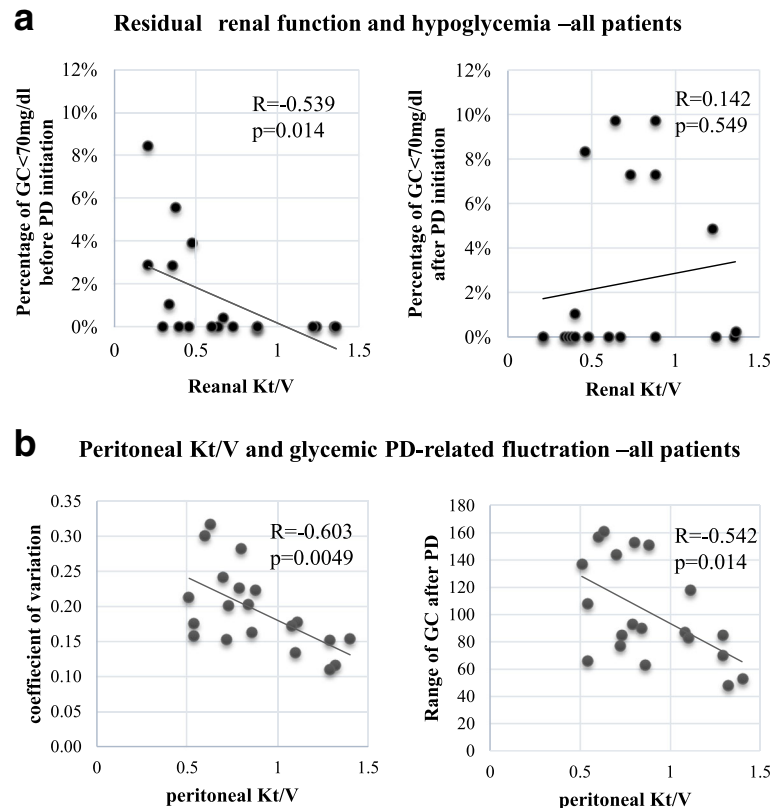 a
Residual renal function and hypoglycemia –all patients
Percentage of GC<70mg/dl
before PD initiation
12%
10%
8%
6%
4%
2%
0%
R=-0.539
p=0.014
0 0.5 1 1.5
Reanal Kt/V
Percentage of GC<70mg/dl
after PD initiation
12%
10%
8%
6%
4%
2%
0%
R=0.142
p=0.549
0 0.5 1 1.5
Renal Kt/V
b
Peritoneal Kt/V and glycemic PD-related fluctration –all patients
coeffiecient of variation
0.35
0.30
0.25
0.20
0.15
0.10
0.05
0.00
R=-0.603
p=0.0049
0 0.5 1 1.5
peritoneal Kt/V
Range of GC after PD
180
160
140
120
100
80
60
40
20
0
R=-0.542
p=0.014
0 0.5 1 1.5
peritoneal Kt/V